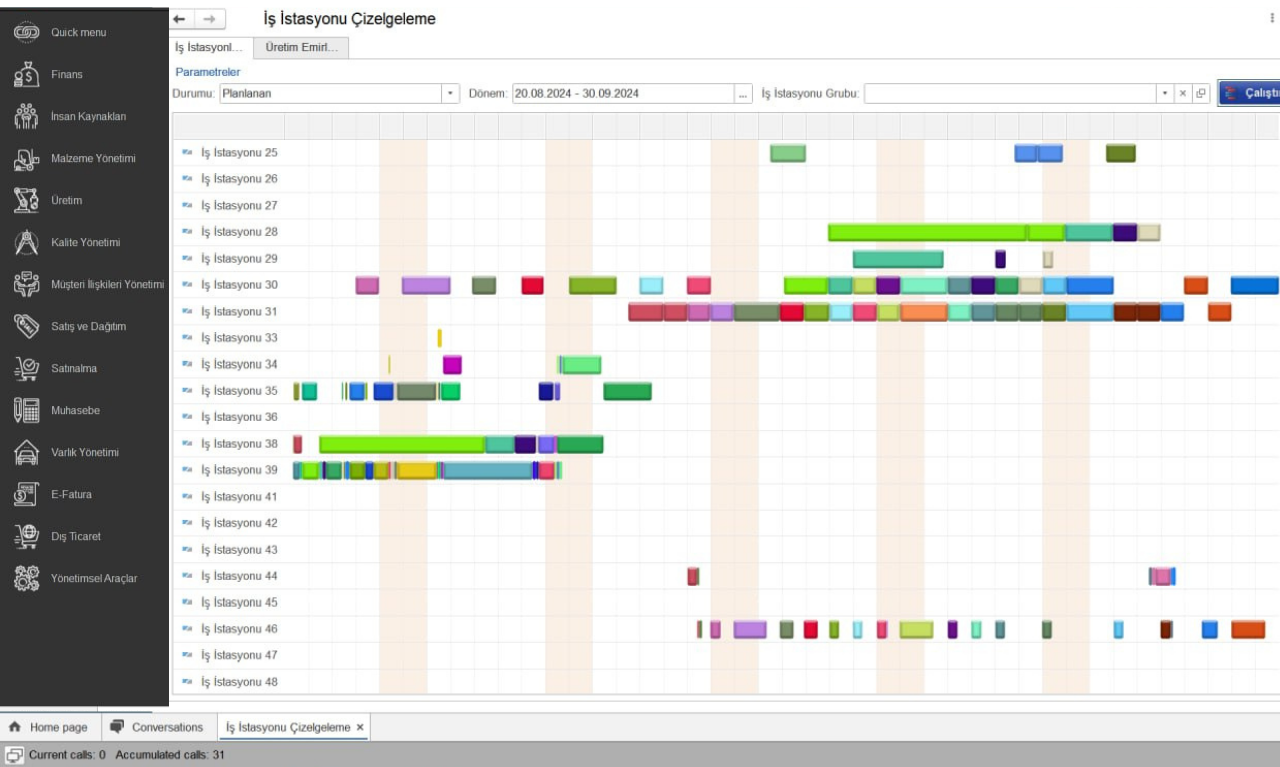 İş İstasyonu Çizelgeleme
İş İstasyonl...
Üretim Emirl...
Parametreler
Durumu: Planlanan
Dönem: 20.08.2024 - 30.09.2024
...
İş İstasyonu Grubu:
Çalıştı
Quick menu
Finans
İnsan Kaynakları
Malzeme Yönetimi
Üretim
Kalite Yönetimi
Müşteri İlişkileri Yönetimi
Satış ve Dağıtım
Satınalma
Muhasebe
Varlık Yönetimi
E-Fatura
Dış Ticaret
Yönetimsel Araçlar
İş İstasyonu 25
İş İstasyonu 26
İş İstasyonu 27
İş İstasyonu 28
İş İstasyonu 29
İş İstasyonu 30
İş İstasyonu 31
İş İstasyonu 33
İş İstasyonu 34
İş İstasyonu 35
İş İstasyonu 36
İş İstasyonu 38
İş İstasyonu 39
İş İstasyonu 41
İş İstasyonu 42
İş İstasyonu 43
İş İstasyonu 44
İş İstasyonu 45
İş İstasyonu 46
İş İstasyonu 47
İş İstasyonu 48
Home page
Conversations
İş İstasyonu Çizelgeleme
Current calls: 0 Accumulated calls: 31